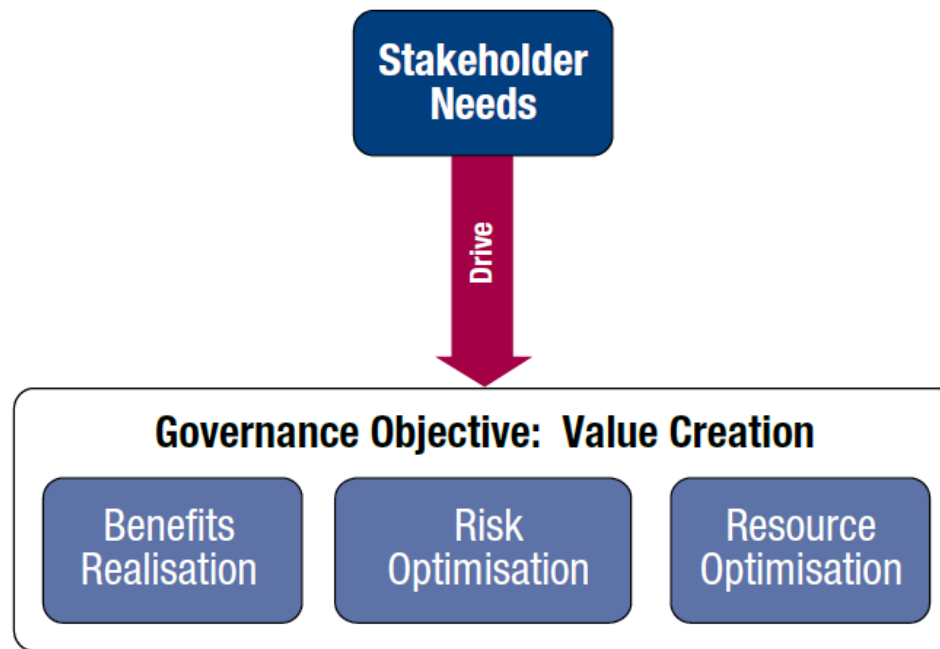 Stakeholder
Needs
Drive
Governance Objective: Value Creation
Benefits
Realisation
Risk
Optimisation
Resource
Optimisation